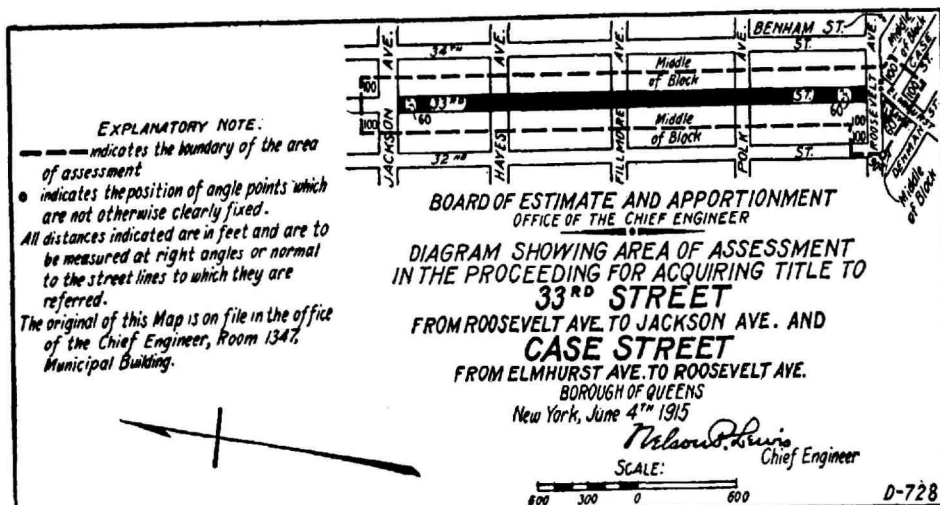 BENHAM ST.
34TH ST.
Middle of Block
Middle of Block
100
100
60
33RD ST.
60
Middle of Block
100
100
32ND ST.
JACKSON AVE.
HAYES AVE.
FILLMORE AVE.
POLK AVE.
ROOSEVELT AVE.
CASE ST.
DENMAN ST.
Middle of Block
EXPLANATORY NOTE:
indicates the boundary of the area
of assessment
indicates the position of angle points which
are not otherwise clearly fixed.
All distances indicated are in feet and are to
be measured at right angles or normal
to the street lines to which they are
referred.
The original of this Map is on file in the office
of the Chief Engineer, Room 1347,
Municipal Building.
BOARD OF ESTIMATE AND APPORTIONMENT
OFFICE OF THE CHIEF ENGINEER
DIAGRAM SHOWING AREA OF ASSESSMENT
IN THE PROCEEDING FOR ACQUIRING TITLE TO
33RD STREET
FROM ROOSEVELT AVE. TO JACKSON AVE. AND
CASE STREET
FROM ELMHURST AVE. TO ROOSEVELT AVE.
BOROUGH OF QUEENS
New York, June 4TH 1915
Nelson P. Lewis
Chief Engineer
SCALE:
600 300 0 600
D-728